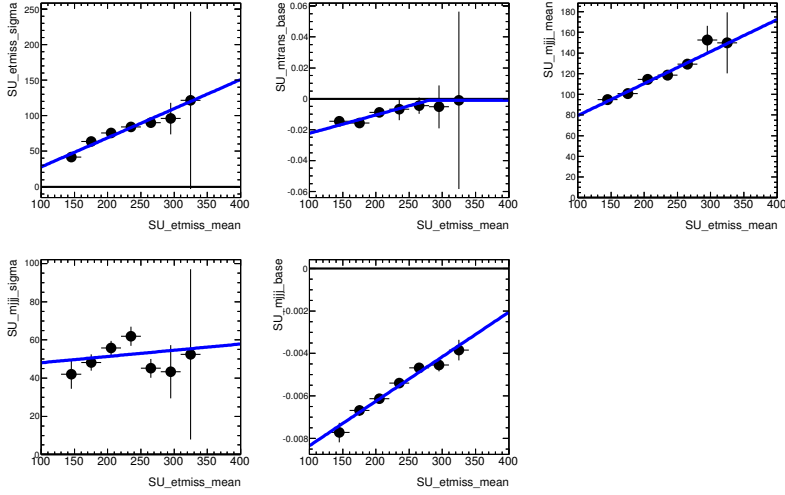 SU_etmiss_sigma
250
200
150
100
50
0
100 150 200 250 300 350 400
SU_etmiss_mean
SU_mtrans_base
0.06
0.04
0.02
0
-0.02
-0.04
-0.06
100 150 200 250 300 350 400
SU_etmiss_mean
SU_mjjj_mean
180
160
140
120
100
80
60
40
20
0
100 150 200 250 300 350 400
SU_etmiss_mean
SU_mjjj_sigma
100
80
60
40
20
0
100 150 200 250 300 350 400
SU_etmiss_mean
SU_mjjj_base
0
-0.002
-0.004
-0.006
-0.008
100 150 200 250 300 350 400
SU_etmiss_mean